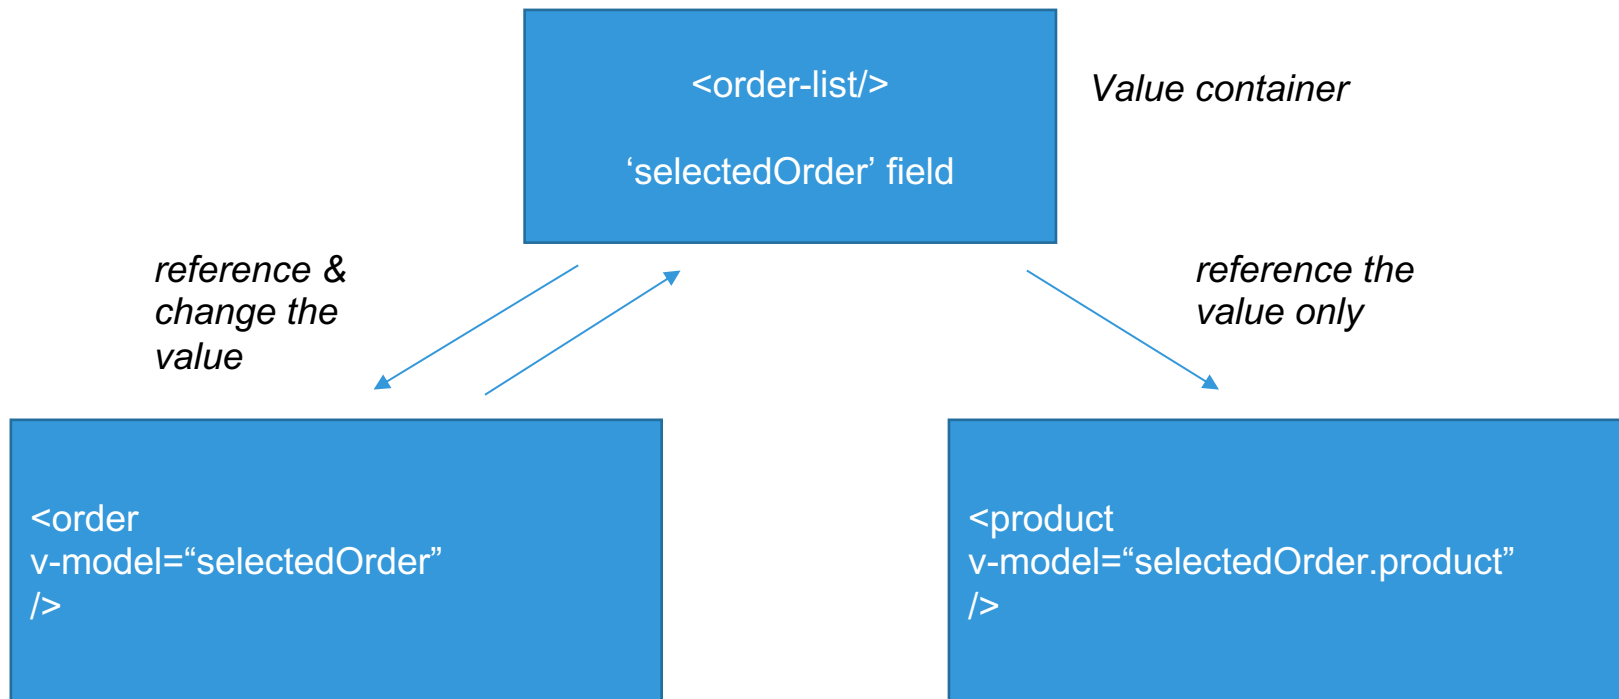 <order-list/>
Value container
‘selectedOrder’ field
reference &
change the
value
reference the
value only
<order
v-model=“selectedOrder”
/>
<product
v-model=“selectedOrder.product”
/>